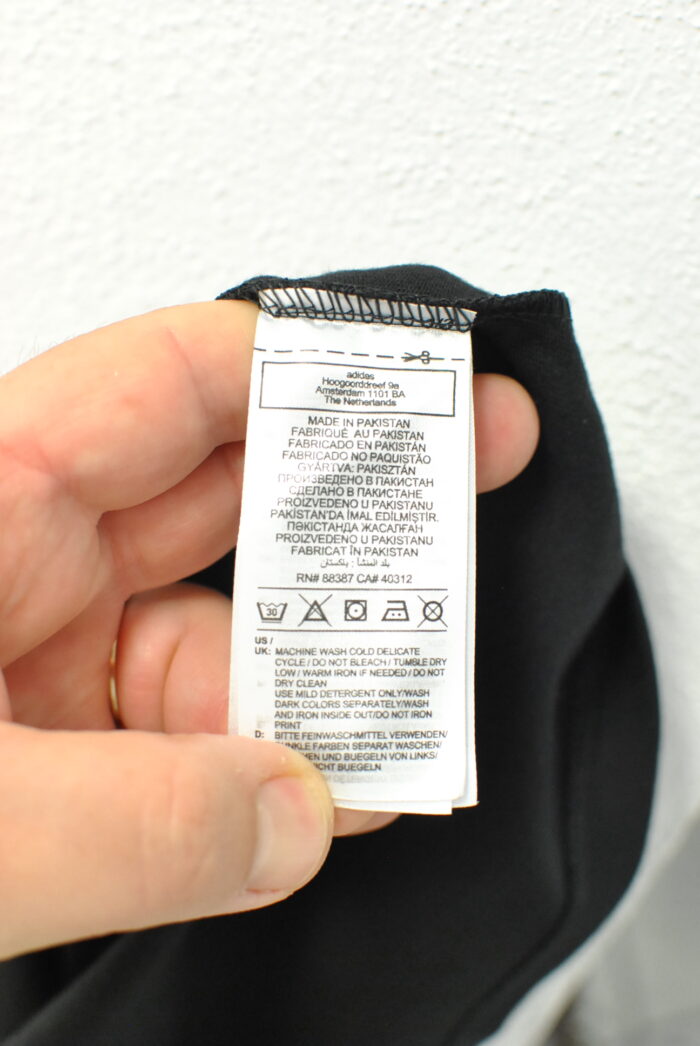 adidas
Hoogoorddreef 9a
Amsterdam 1101 BA
The Netherlands
MADE IN PAKISTAN
FABRIQUÉ AU PAKISTAN
FABRICADO EN PAKISTÁN
FABRICADO NO PAQUISTÃO
GYÁRTVA: PAKISZTÁN
ПРОИЗВЕДЕНО В ПАКИСТАН
СДЕЛАНО В ПАКИСТАНЕ
PROIZVEDENO U PAKISTANU
PAKİSTAN'DA İMAL EDİLMİŞTİR.
ПӘКІСТАНДА ЖАСАЛҒАН
PROIZVEDENO U PAKISTANU
FABRICAT ÎN PAKISTAN
بلد المنشأ : باكستان
RN# 88387 CA# 40312
30
US /
UK: MACHINE WASH COLD DELICATE
CYCLE / DO NOT BLEACH / TUMBLE DRY
LOW / WARM IRON IF NEEDED / DO NOT
DRY CLEAN
USE MILD DETERGENT ONLY/WASH
DARK COLORS SEPARATELY/WASH
AND IRON INSIDE OUT/DO NOT IRON
PRINT
D: BITTE FEINWASCHMITTEL VERWENDEN/
DUNKLE FARBEN SEPARAT WASCHEN/
UND BUEGELN VON LINKS/
NICHT BUEGELN